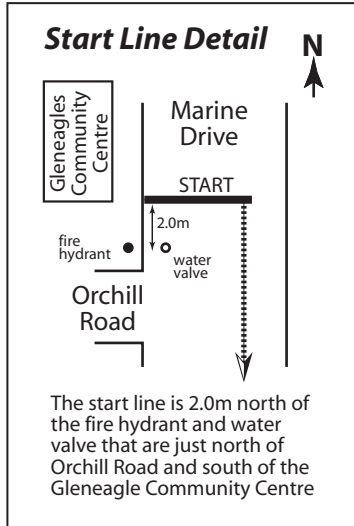 Start Line Detail
N
Gleneagles
Community
Centre
Marine
Drive
START
2.0m
fire
hydrant
water
valve
Orchill
Road
The start line is 2.0m north of
the fire hydrant and water
valve that are just north of
Orchill Road and south of the
Gleneagle Community Centre